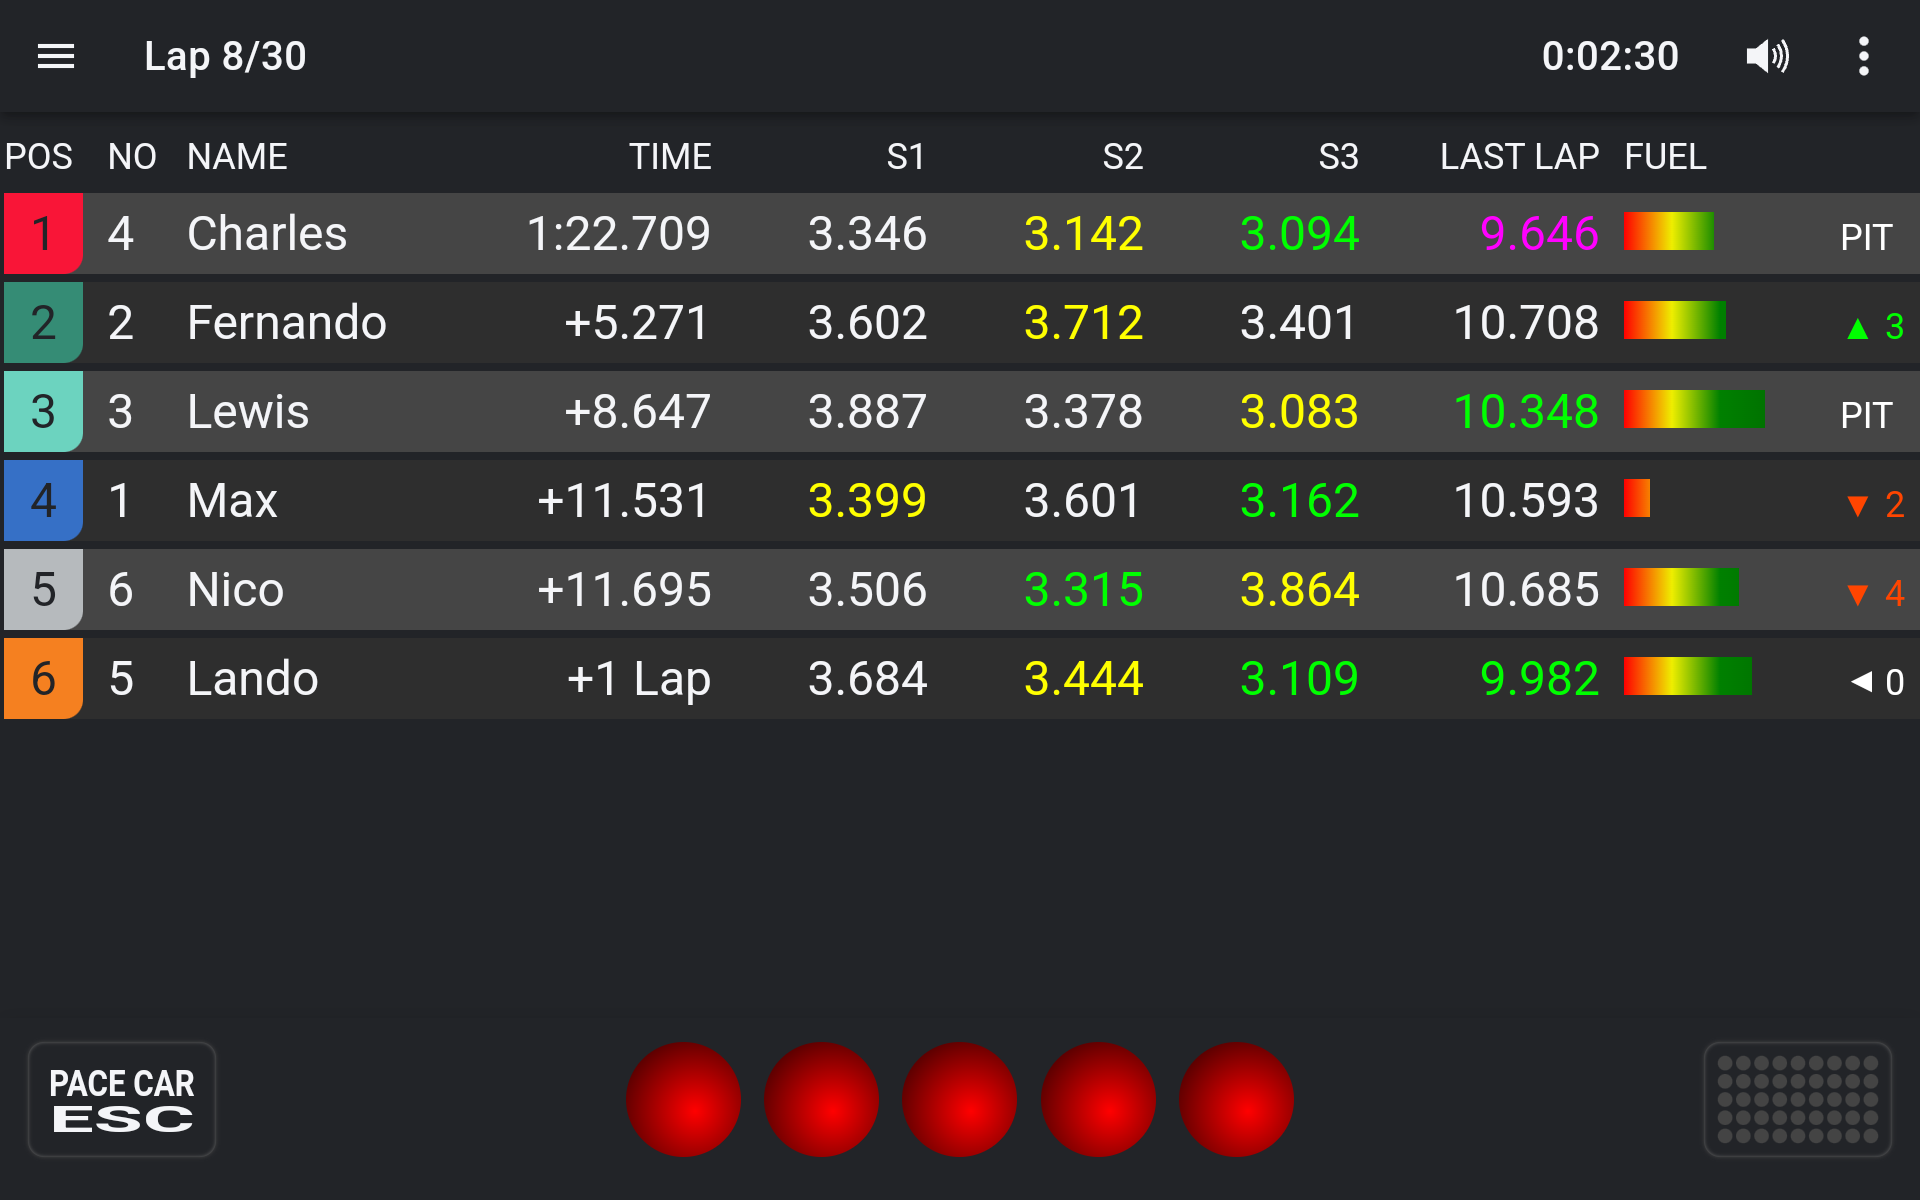 Lap 8/30 0:02:30
POS NO NAME TIME S1 S2 S3 LAST LAP FUEL
1 4 Charles 1:22.709 3.346 3.142 3.094 9.646 PIT
2 2 Fernando +5.271 3.602 3.712 3.401 10.708 ▲ 3
3 3 Lewis +8.647 3.887 3.378 3.083 10.348 PIT
4 1 Max +11.531 3.399 3.601 3.162 10.593 ▼ 2
5 6 Nico +11.695 3.506 3.315 3.864 10.685 ▼ 4
6 5 Lando +1 Lap 3.684 3.444 3.109 9.982 ◀ 0
PACE CAR
ESC